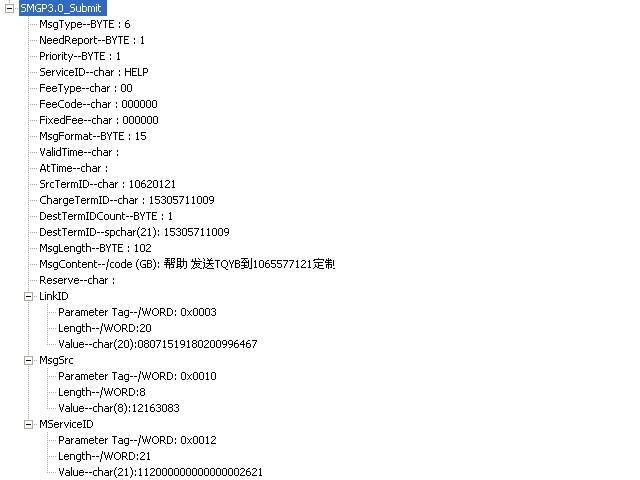 SMGP3.0_Submit
MsgType--BYTE : 6
NeedReport--BYTE : 1
Priority--BYTE : 1
ServiceID--char : HELP
FeeType--char : 00
FeeCode--char : 000000
FixedFee--char : 000000
MsgFormat--BYTE : 15
ValidTime--char :
AtTime--char :
SrcTermID--char : 10620121
ChargeTermID--char : 15305711009
DestTermIDCount--BYTE : 1
DestTermID--spchar(21): 15305711009
MsgLength--BYTE : 102
MsgContent--/code (GB): 帮助 发送TQYB到1065577121定制
Reserve--char :
LinkID
Parameter Tag--/WORD: 0x0003
Length--/WORD:20
Value--char(20):08071519180200996467
MsgSrc
Parameter Tag--/WORD: 0x0010
Length--/WORD:8
Value--char(8):12163083
MServiceID
Parameter Tag--/WORD: 0x0012
Length--/WORD:21
Value--char(21):112000000000000002621